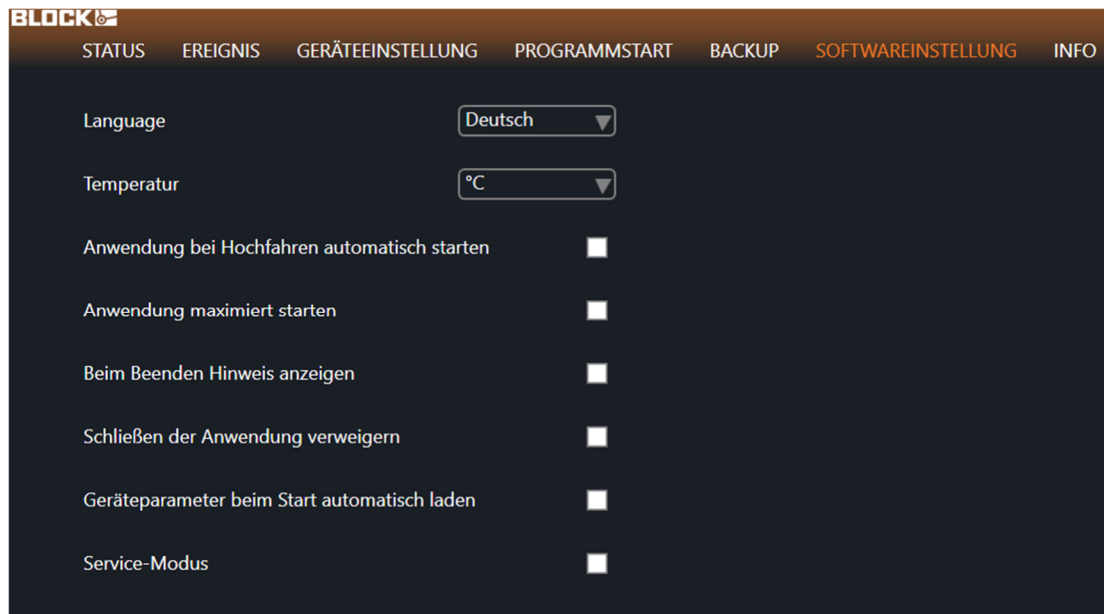 BLOCK
STATUS EREIGNIS GERÄTEEINSTELLUNG PROGRAMMSTART BACKUP SOFTWAREINSTELLUNG INFO
Language Deutsch
Temperatur °C
Anwendung bei Hochfahren automatisch starten
Anwendung maximiert starten
Beim Beenden Hinweis anzeigen
Schließen der Anwendung verweigern
Geräteparameter beim Start automatisch laden
Service-Modus